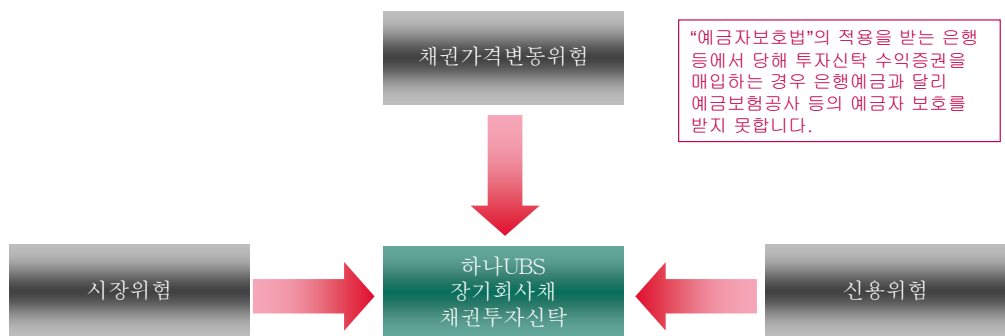 채권가격변동위험
“예금자보호법”의 적용을 받는 은행
등에서 당해 투자신탁 수익증권을
매입하는 경우 은행예금과 달리
예금보험공사 등의 예금자 보호를
받지 못합니다.
시장위험
하나UBS
장기회사채
채권투자신탁
신용위험